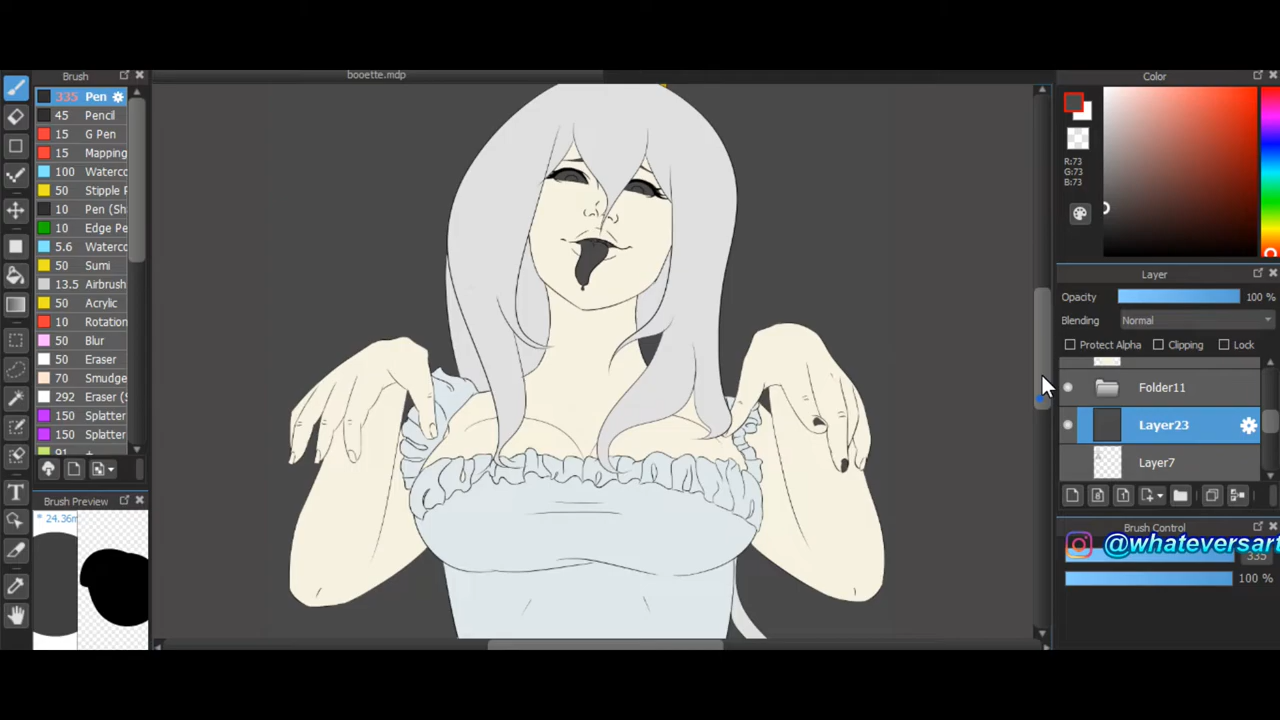 Brush
booette.mdp
Color
335 Pen
45 Pencil
15 G Pen
15 Mapping
100 Waterco
50 Stipple P
10 Pen (Sh
10 Edge Pe
5.6 Waterco
50 Sumi
13.5 Airbrush
50 Acrylic
10 Rotation
50 Blur
50 Eraser
70 Smudge
292 Eraser (S
150 Splatter
150 Splatter
Brush Preview
* 24.36m
R:73
G:73
B:73
Layer
Opacity 100 %
Blending Normal
Protect Alpha Clipping Lock
Folder11
Layer23
Layer7
Brush Control
@whateversart
335
100 %